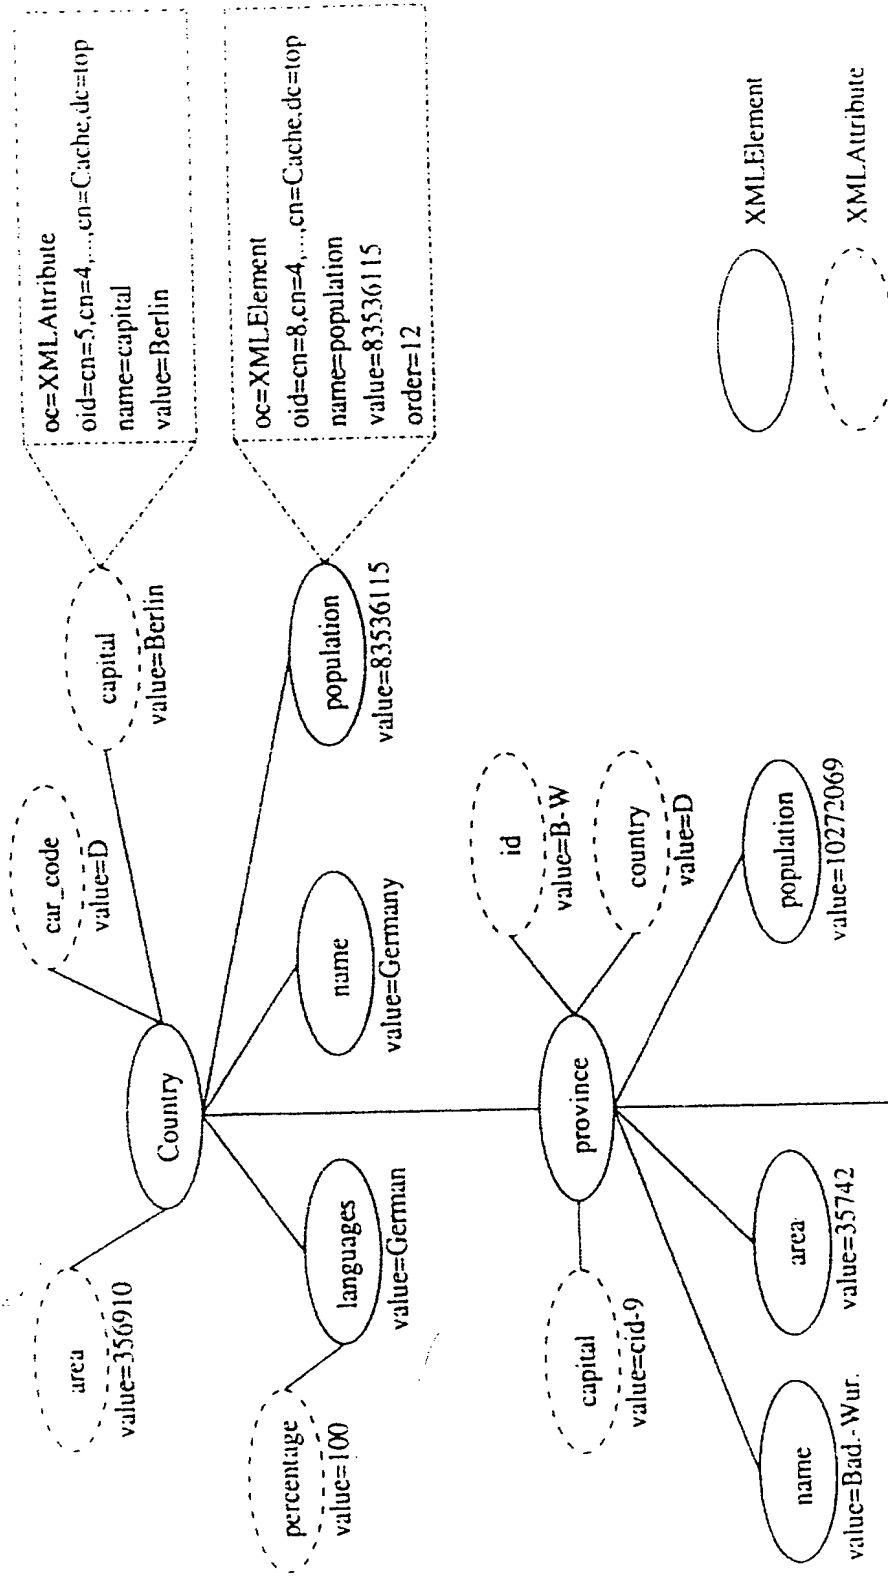 area
value=356910
car_code
value=D
capital
value=Berlin
oc=XMLAttribute
oid=cn=5,cn=4,...,cn=Cache,dc=top
name=capital
value=Berlin
Country
percentage
value=100
languages
value=German
name
value=Germany
population
value=83536115
oc=XMLElement
oid=cn=8,cn=4,...,cn=Cache,dc=top
name=population
value=83536115
order=12
capital
value=cid-9
province
id
value=B-W
country
value=D
name
value=Bad.-Wur.
area
value=35742
population
value=10272069
XMLElement
XMLAttribute